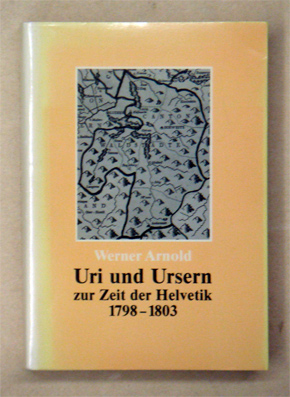 Werner Arnold
Uri und Ursern
zur Zeit der Helvetik
1798–1803